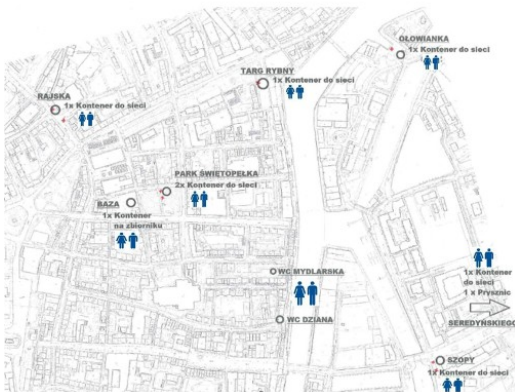 OŁOWIANKA
1x Kontener do sieci
TARG RYBNY
1x Kontener do sieci
RAJSKA
1x Kontener do sieci
PARK ŚWIĘTOPEŁKA
2x Kontener do sieci
BAZA
1x Kontener
na zbiorniku
WC MYDLARSKA
1x Kontener
do sieci
1 x Prysznic
SEREDYŃSKIEGO
WC DZIANA
SZOPY
1x Kontener do sieci